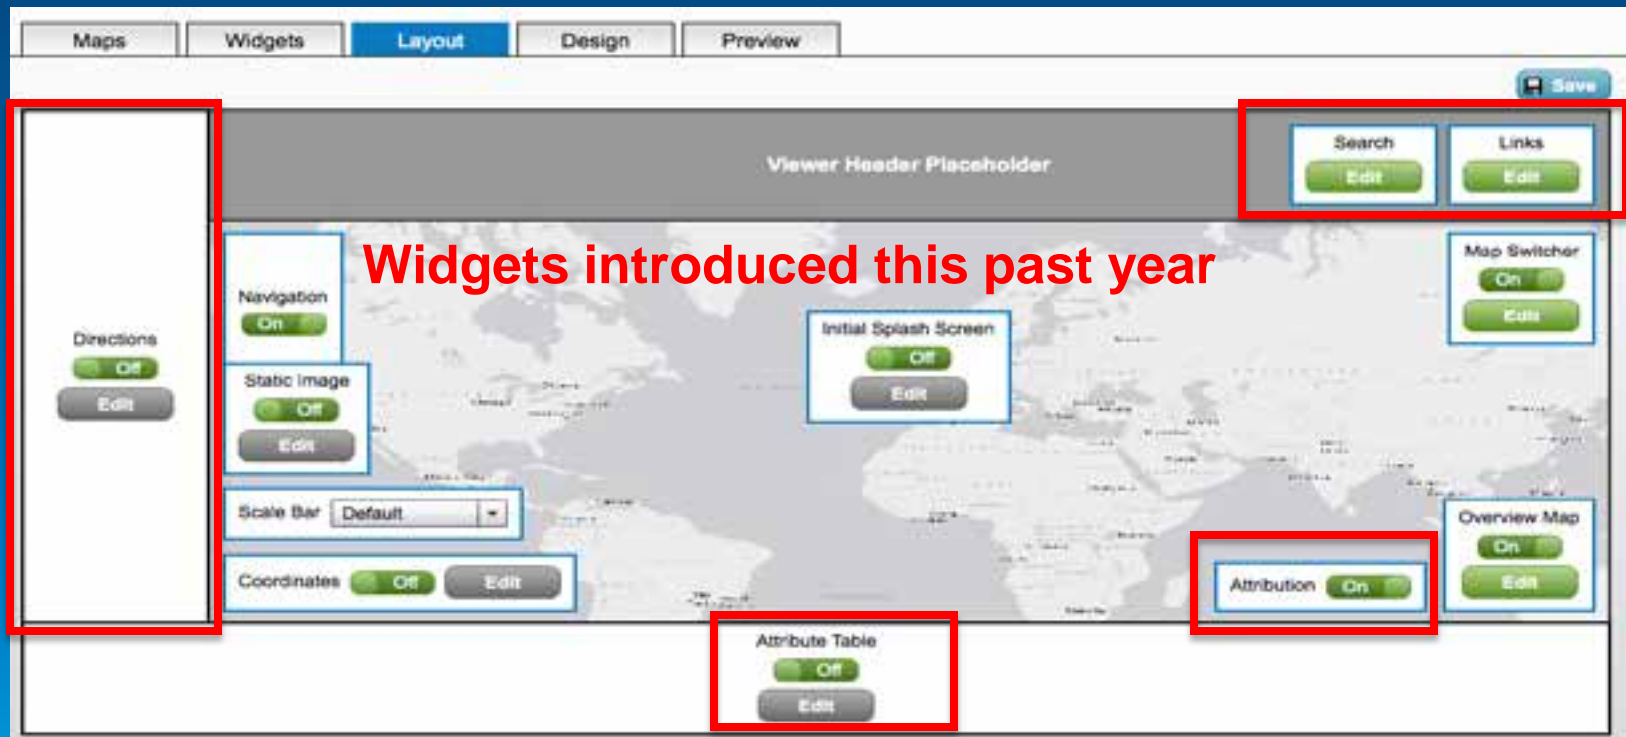 Maps
Widgets
Layout
Design
Preview
Save
Viewer Header Placeholder
Search
Edit
Links
Edit
Widgets introduced this past year
Map Switcher
On
Edit
Navigation
On
Initial Splash Screen
Off
Edit
Directions
Off
Edit
Static Image
Off
Edit
Scale Bar Default
Overview Map
On
Edit
Coordinates Off Edit
Attribution On
Attribute Table
Off
Edit